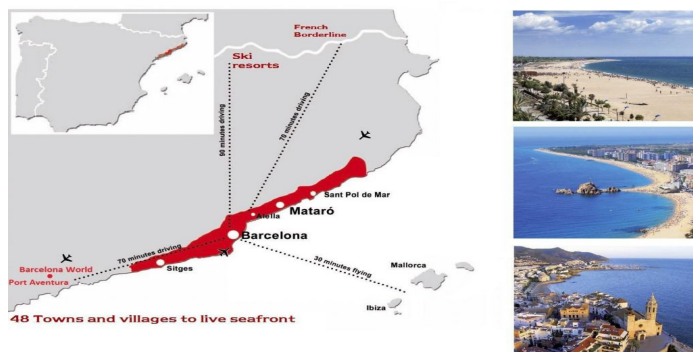 French
Borderline
Ski
resorts
90 minutes driving
70 minutes driving
Sant Pol de Mar
Alella
Mataró
Barcelona
70 minutes driving
30 minutes flying
Barcelona World
Port Aventura
Sitges
Mallorca
Ibiza
48 Towns and villages to live seafront